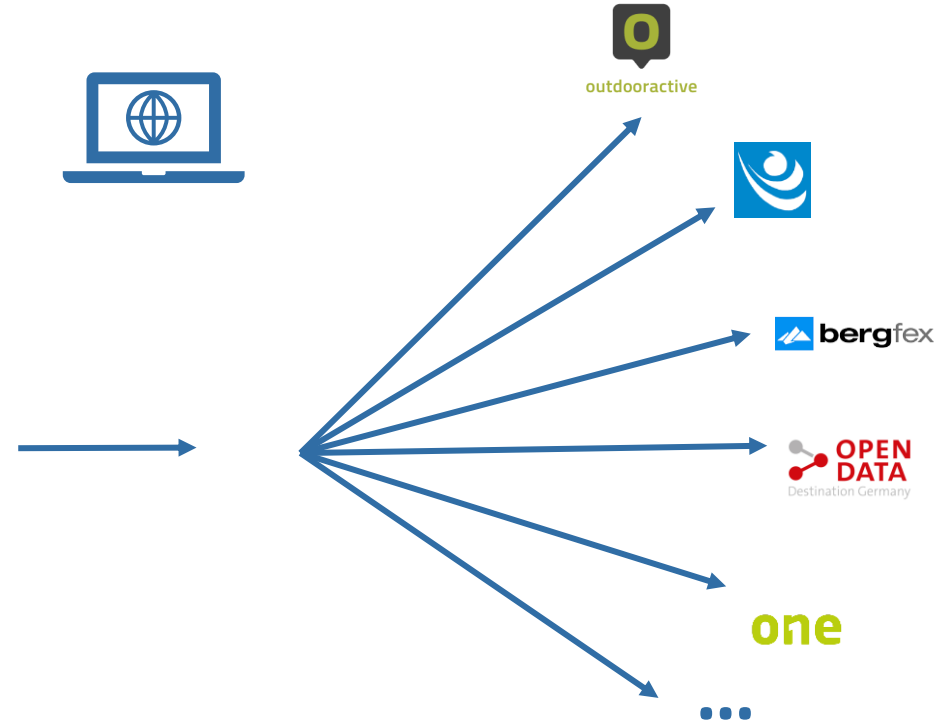 outdooractive
bergfex
OPEN
DATA
Destination Germany
one
...